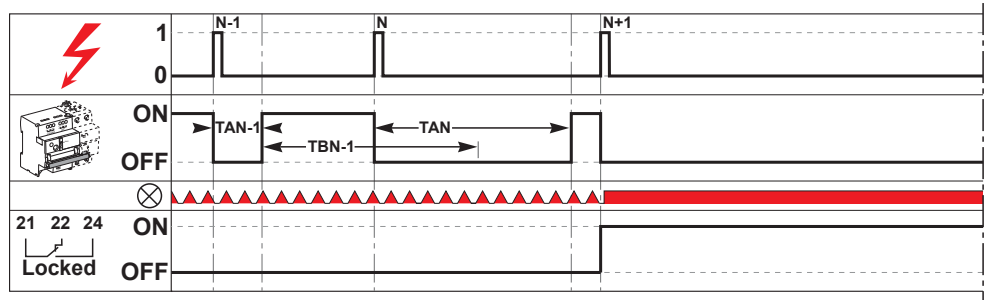 N-1 N N+1
1
0
ON
TAN-1 TAN
TBN-1
OFF
21 22 24 ON
Locked OFF